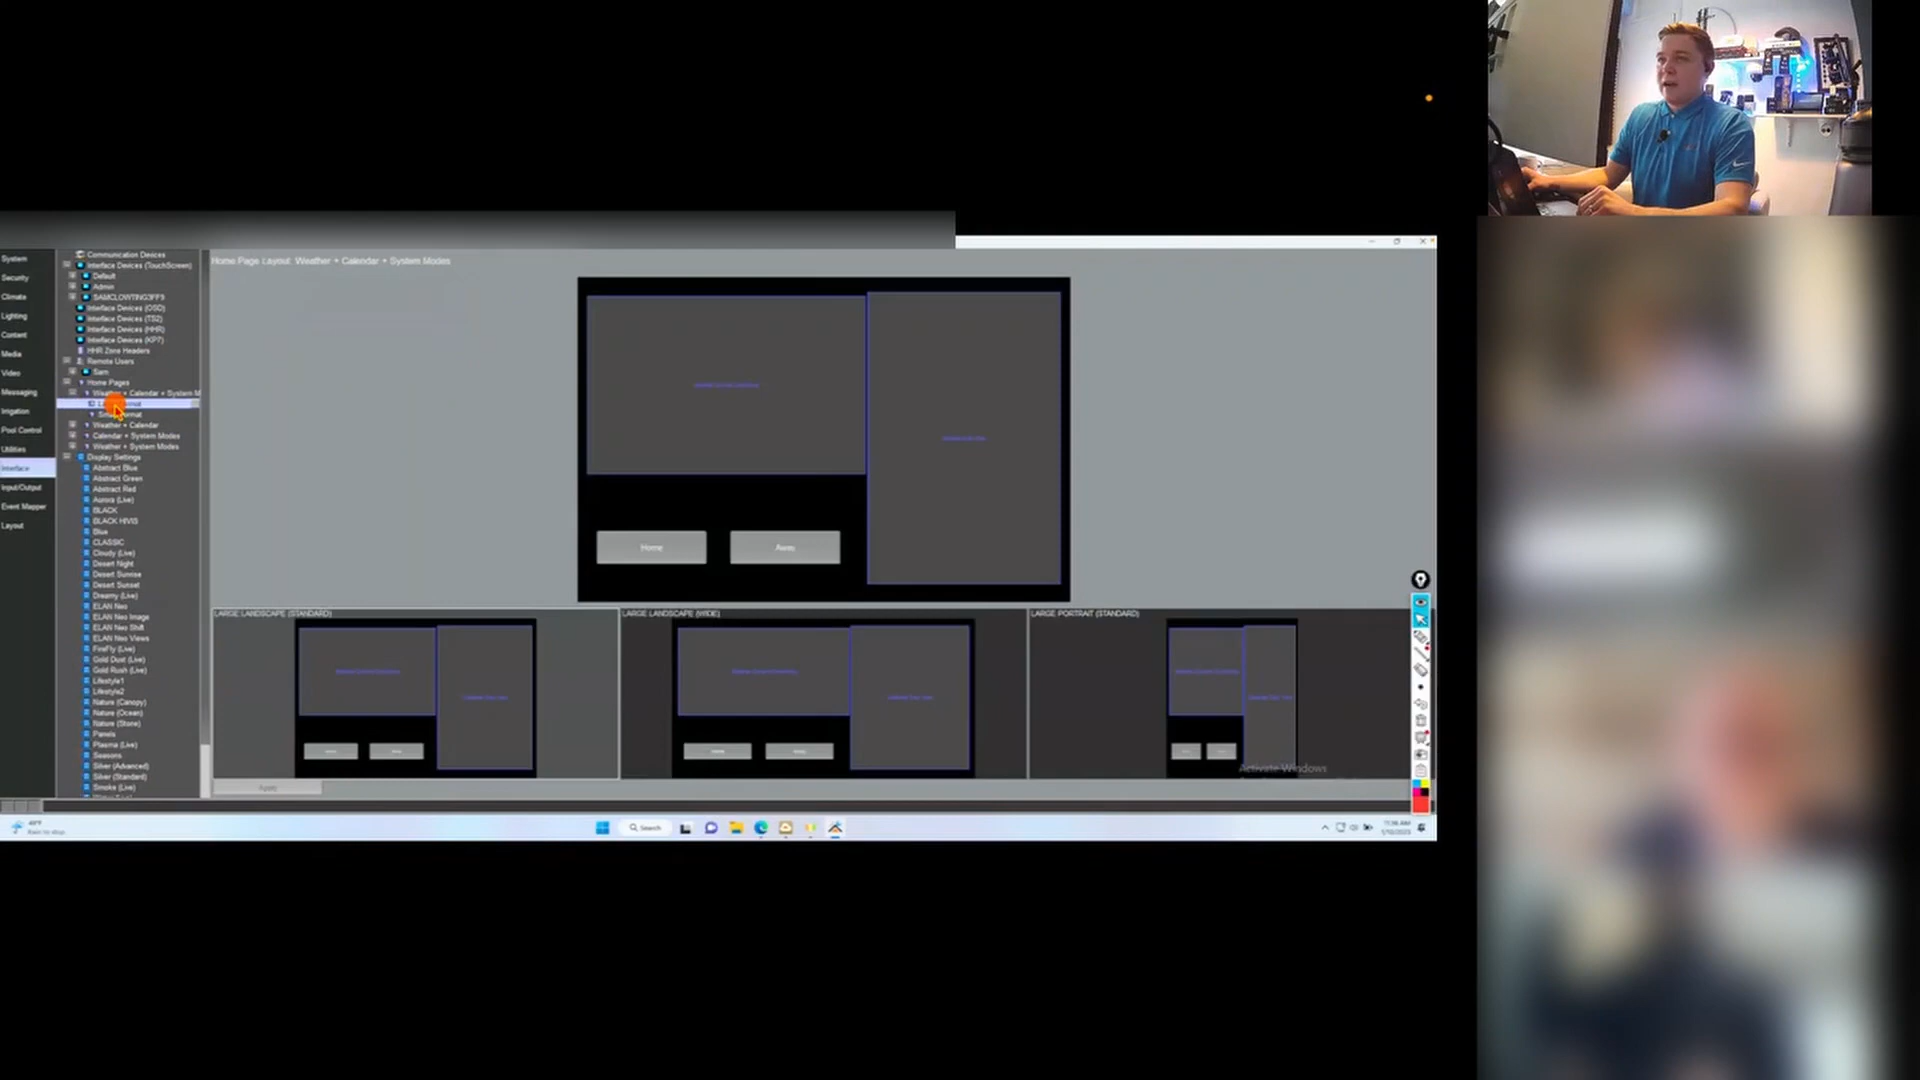 System
Security
Climate
Lighting
Content
Media
Video
Messaging
Irrigation
Pool Control
Utilities
Interface
Input/Output
Event Mapper
Layout
Communication Devices
Interface Devices (TouchScreen)
Default
Admin
Interface Devices (OSD)
Interface Devices (TS2)
Interface Devices (HHR)
Interface Devices (KP7)
HHR Zone Headers
Remote Users
Sam
Home Pages
Weather + Calendar + System M
Weather + Calendar
Calendar + System Modes
Weather + System Modes
Display Settings
Abstract Blue
Abstract Green
Abstract Red
Aurora (Live)
BLACK
BLACK HIVIS
Blue
CLASSIC
Cloudy (Live)
Desert Night
Desert Sunrise
Desert Sunset
Dreamy (Live)
ELAN Neo
ELAN Neo Image
ELAN Neo Shift
ELAN Neo Views
FireFly (Live)
Gold Dust (Live)
Gold Rush (Live)
Lifestyle1
Lifestyle2
Nature (Canopy)
Nature (Ocean)
Nature (Stone)
Panels
Plasma (Live)
Seasons
Silver (Advanced)
Silver (Standard)
Smoke (Live)
Home Page Layout: Weather + Calendar + System Modes
Home
Away
LARGE LANDSCAPE (STANDARD)
LARGE LANDSCAPE (WIDE)
LARGE PORTRAIT (STANDARD)
Activate Windows
Apply
Search